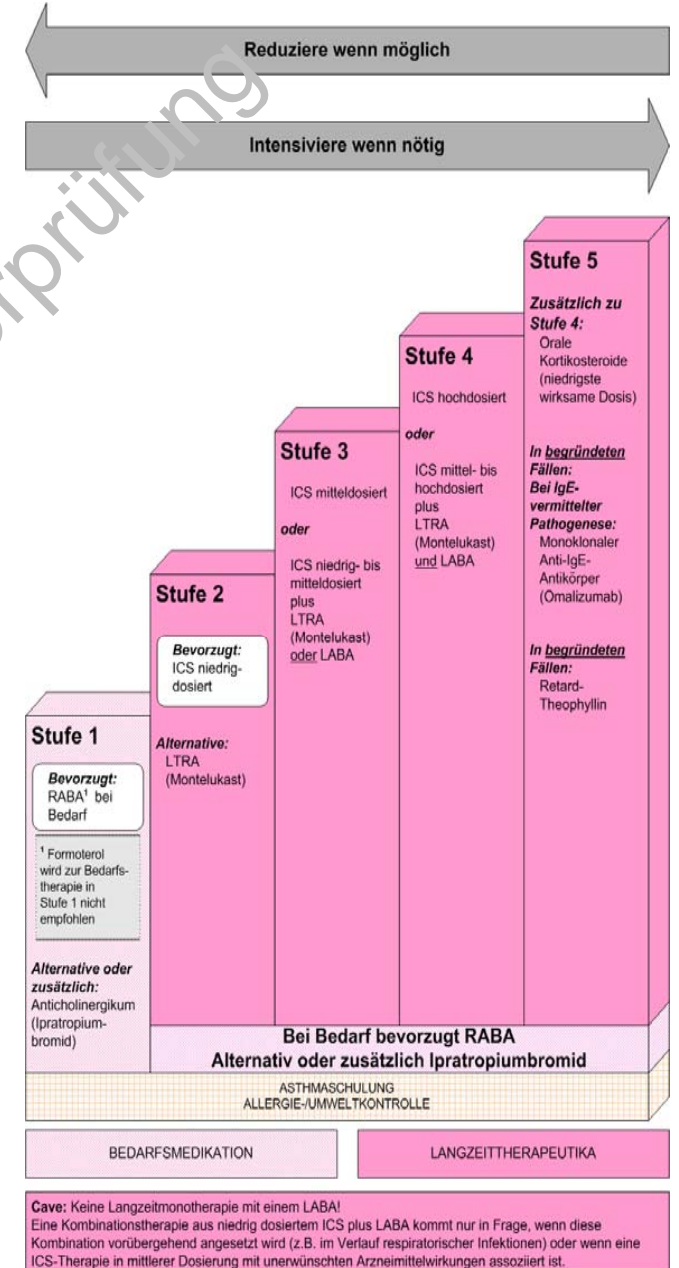 Reduziere wenn möglich
Intensiviere wenn nötig
Stufe 1
Bevorzugt:
RABA¹ bei
Bedarf
¹ Formoterol
wird zur Bedarfs-
therapie in
Stufe 1 nicht
empfohlen
Alternative oder
zusätzlich:
Anticholinergikum
(Ipratropium-
bromid)
Stufe 2
Bevorzugt:
ICS niedrig-
dosiert
Alternative:
LTRA
(Montelukast)
Stufe 3
ICS mitteldosiert
oder
ICS niedrig- bis
mitteldosiert
plus
LTRA
(Montelukast)
oder LABA
Stufe 4
ICS hochdosiert
oder
ICS mittel- bis
hochdosiert
plus
LTRA
(Montelukast)
und LABA
Stufe 5
Zusätzlich zu
Stufe 4:
Orale
Kortikosteroide
(niedrigste
wirksame Dosis)
In begründeten
Fällen:
Bei IgE-
vermittelter
Pathogenese:
Monoklonaler
Anti-IgE-
Antikörper
(Omalizumab)
In begründeten
Fällen:
Retard-
Theophyllin
Bei Bedarf bevorzugt RABA
Alternativ oder zusätzlich Ipratropiumbromid
ASTHMASCHULUNG
ALLERGIE-/UMWELTKONTROLLE
BEDARFSMEDIKATION
LANGZEITTHERAPEUTIKA
Cave: Keine Langzeitmonotherapie mit einem LABA!
Eine Kombinationstherapie aus niedrig dosiertem ICS plus LABA kommt nur in Frage, wenn diese
Kombination vorübergehend angesetzt wird (z.B. im Verlauf respiratorischer Infektionen) oder wenn eine
ICS-Therapie in mittlerer Dosierung mit unerwünschten Arzneimittelwirkungen assoziiert ist.